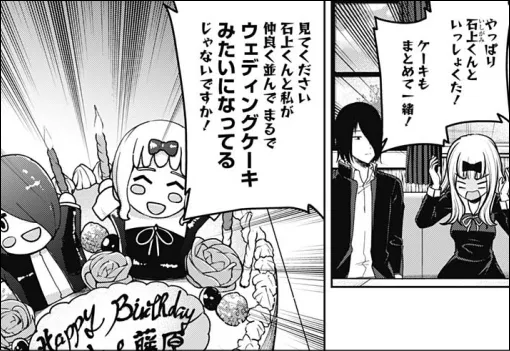 やっぱり
石上くんと
いっしょくた!
ケーキも
まとめて一緒!
見てください
石上くんと私が
仲良く並んで まるで
ウェディングケーキ
みたいになってる
じゃないですか!
Happy Birthday
藤原